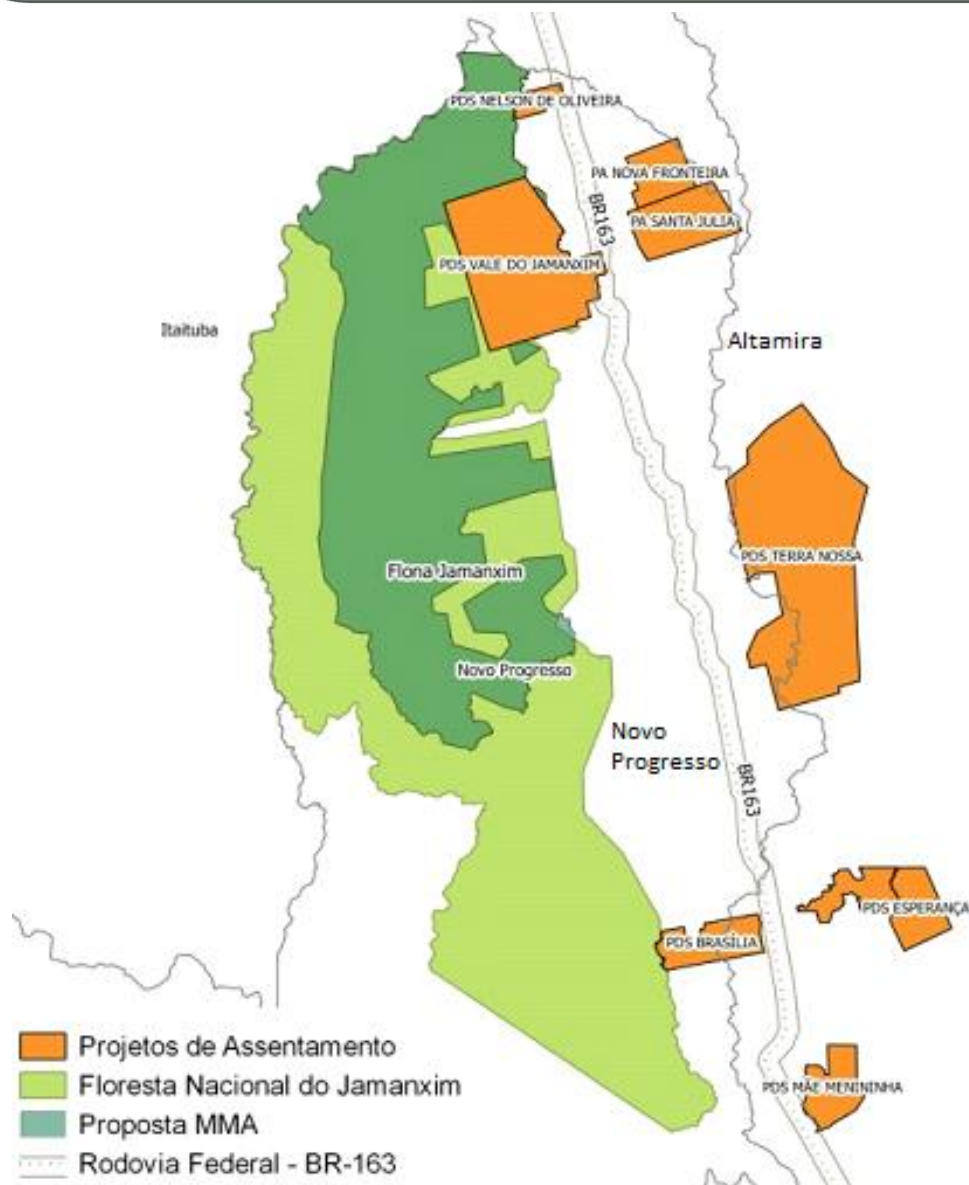 PDS NELSON DE OLIVEIRA
PA NOVA FRONTEIRA
BR163
PA SANTA JULIA
PDS VALE DO JAMANXIM
Itaituba
Altamira
PDS TERRA NOSSA
Flona Jamanxim
Novo Progresso
Novo
Progresso
BR163
PDS ESPERANÇA
PDS BRASÍLIA
PDS MÃE MENININHA
Projetos de Assentamento
Floresta Nacional do Jamanxim
Proposta MMA
Rodovia Federal - BR-163